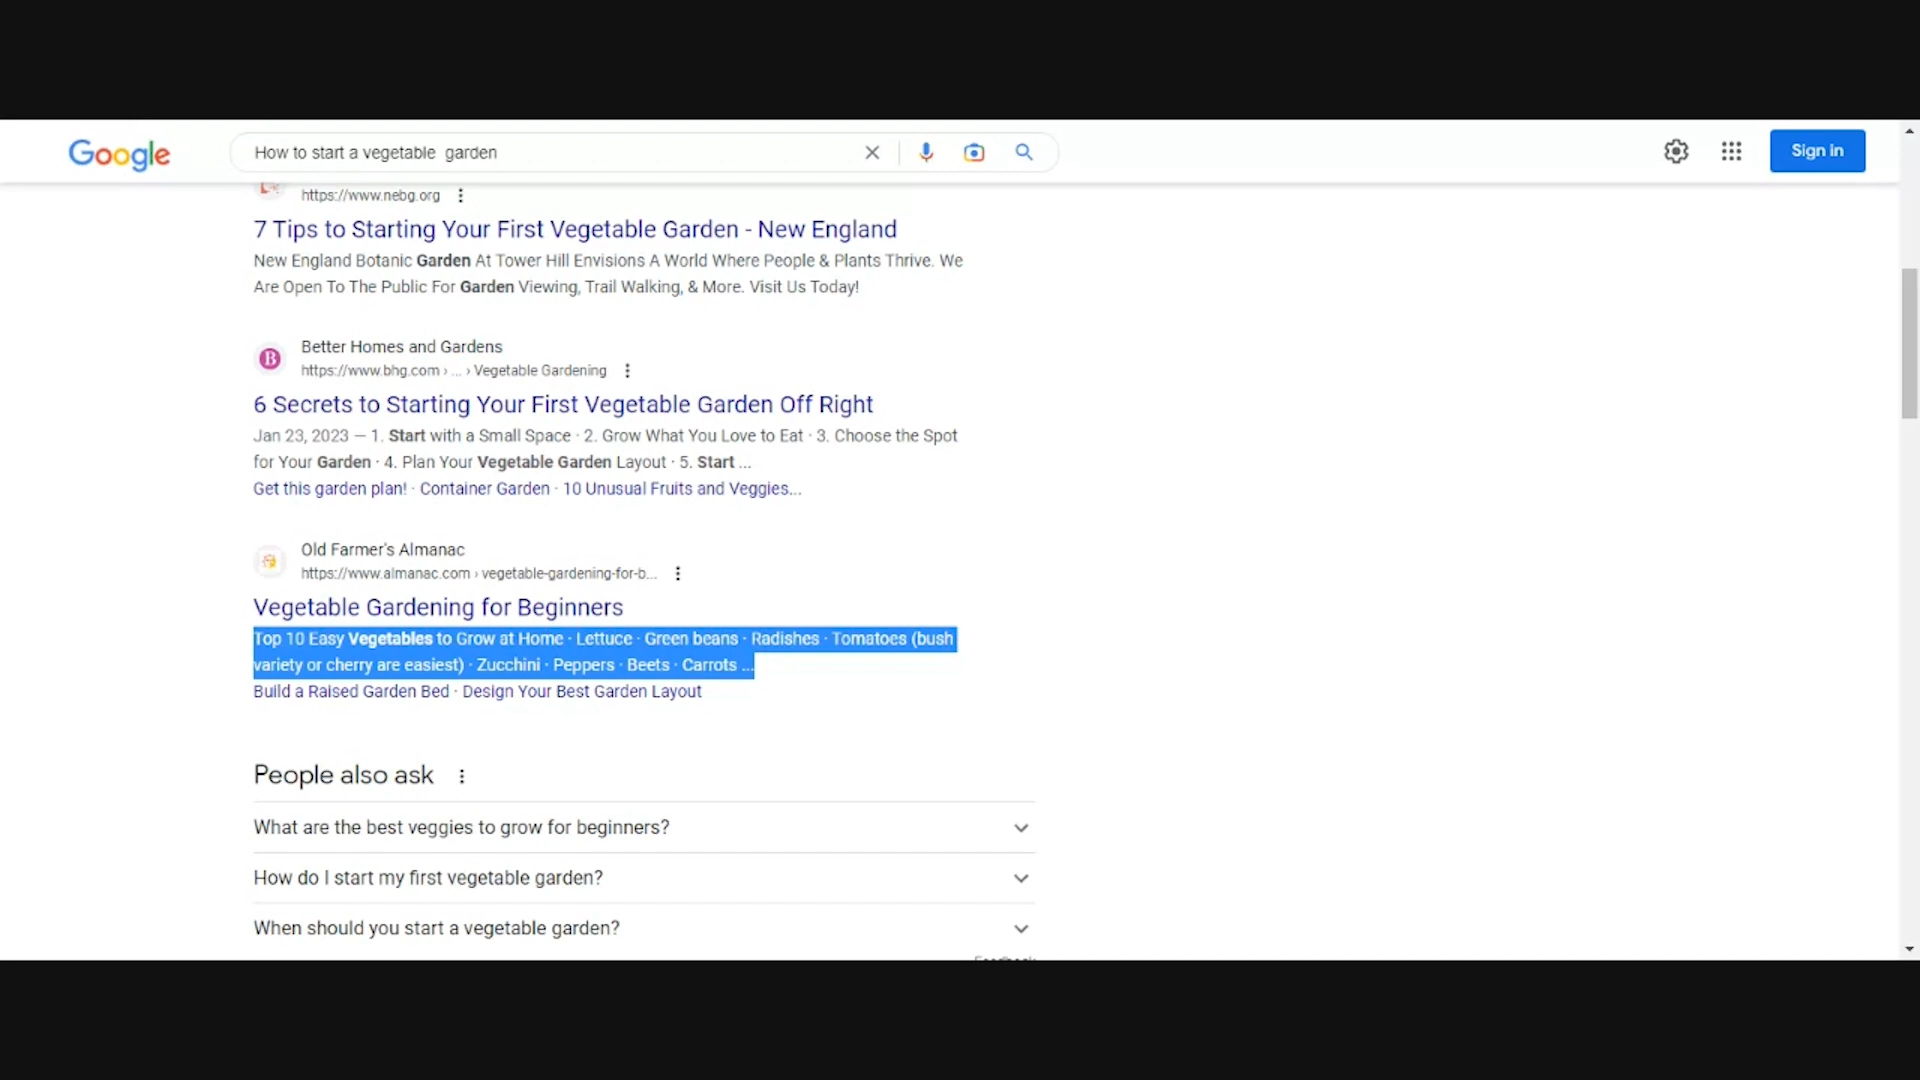 Google
How to start a vegetable  garden
Sign in
https://www.nebg.org
7 Tips to Starting Your First Vegetable Garden - New England
New England Botanic Garden At Tower Hill Envisions A World Where People & Plants Thrive. We
Are Open To The Public For Garden Viewing, Trail Walking, & More. Visit Us Today!
B
Better Homes and Gardens
https://www.bhg.com › ... › Vegetable Gardening
6 Secrets to Starting Your First Vegetable Garden Off Right
Jan 23, 2023 — 1. Start with a Small Space · 2. Grow What You Love to Eat · 3. Choose the Spot
for Your Garden · 4. Plan Your Vegetable Garden Layout · 5. Start ...
Get this garden plan! · Container Garden · 10 Unusual Fruits and Veggies...
Old Farmer's Almanac
https://www.almanac.com › vegetable-gardening-for-b...
Vegetable Gardening for Beginners
Top 10 Easy Vegetables to Grow at Home · Lettuce · Green beans · Radishes · Tomatoes (bush
variety or cherry are easiest) · Zucchini · Peppers · Beets · Carrots ...
Build a Raised Garden Bed · Design Your Best Garden Layout
People also ask
What are the best veggies to grow for beginners?
How do I start my first vegetable garden?
When should you start a vegetable garden?